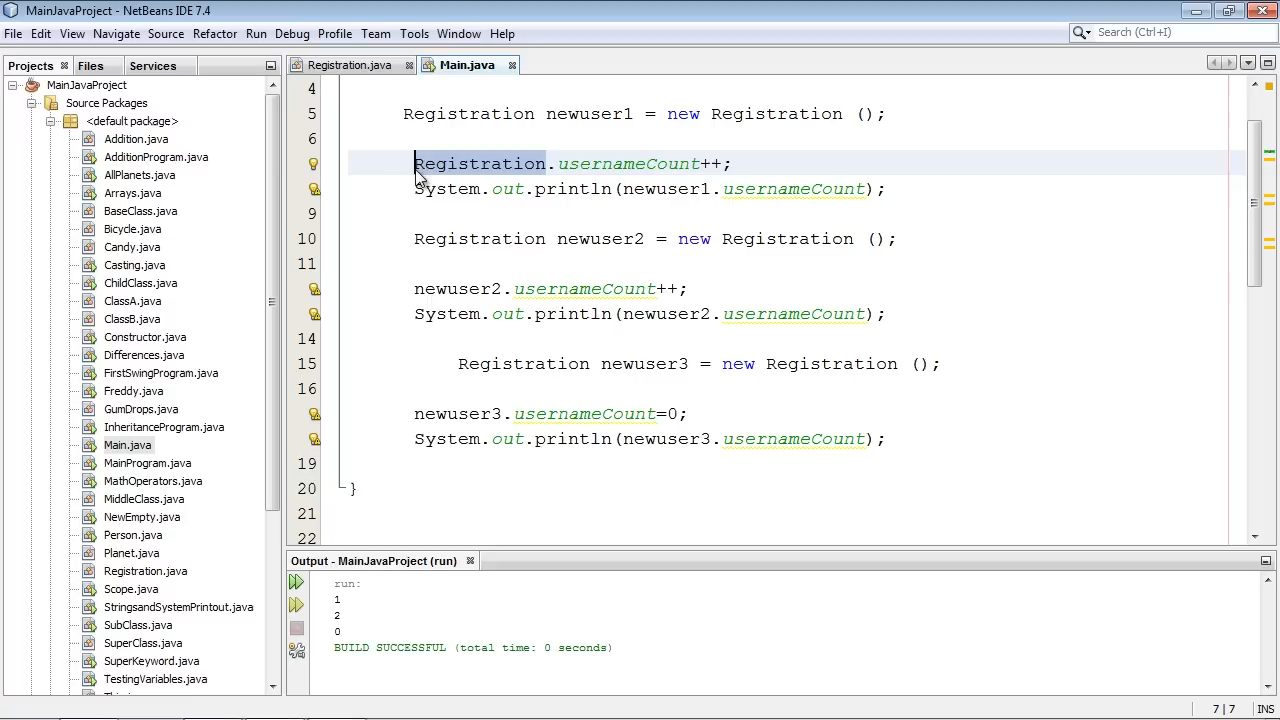 MainJavaProject - NetBeans IDE 7.4
File Edit View Navigate Source Refactor Run Debug Profile Team Tools Window Help
Search (Ctrl+I)
Projects Files Services
MainJavaProject
Source Packages
<default package>
Addition.java
AdditionProgram.java
AllPlanets.java
Arrays.java
BaseClass.java
Bicycle.java
Candy.java
Casting.java
ChildClass.java
ClassA.java
ClassB.java
Constructor.java
Differences.java
FirstSwingProgram.java
Freddy.java
GumDrops.java
InheritanceProgram.java
Main.java
MainProgram.java
MathOperators.java
MiddleClass.java
NewEmpty.java
Person.java
Planet.java
Registration.java
Scope.java
StringsandSystemPrintout.java
SubClass.java
SuperClass.java
SuperKeyword.java
TestingVariables.java
Registration.java Main.java
4
5 Registration newuser1 = new Registration ();
6
Registration.usernameCount++;
System.out.println(newuser1.usernameCount);
9
10 Registration newuser2 = new Registration ();
11
newuser2.usernameCount++;
System.out.println(newuser2.usernameCount);
14
15 Registration newuser3 = new Registration ();
16
newuser3.usernameCount=0;
System.out.println(newuser3.usernameCount);
19
20 }
21
22
Output - MainJavaProject (run)
run:
1
2
0
BUILD SUCCESSFUL (total time: 0 seconds)
7|7 INS